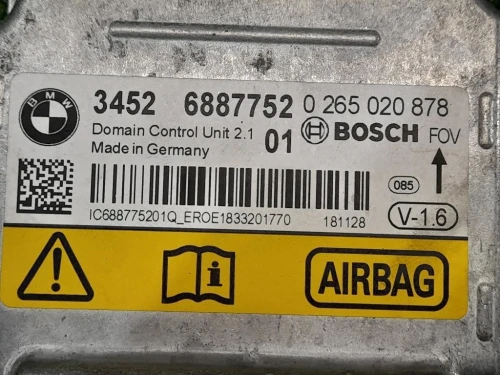 BMW
3452 6887752 0 265 020 878
Domain Control Unit 2.1 01 BOSCH FOV
Made in Germany
085
IC688775201Q_EROE1833201770 181128
V-1.6
AIRBAG